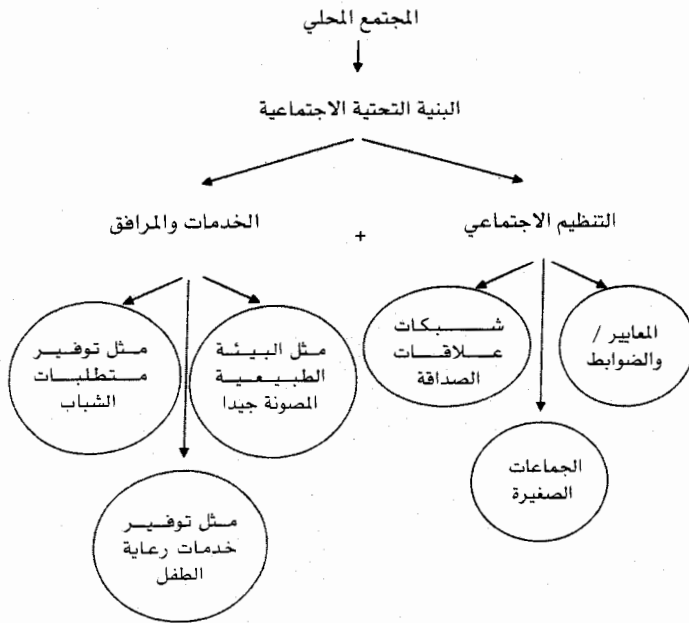 المجتمع المحلي
البنية التحتية الاجتماعية
التنظيم الاجتماعي
+
الخدمات والمرافق
المعايير /
والضوابط
شبكات
علاقات
الصداقة
الجماعات
الصغيرة
مثل البيئة
الطبيعية
المصونة جيدا
مثل توفير
متطلبات
الشباب
مثل توفير
خدمات رعاية
الطفل